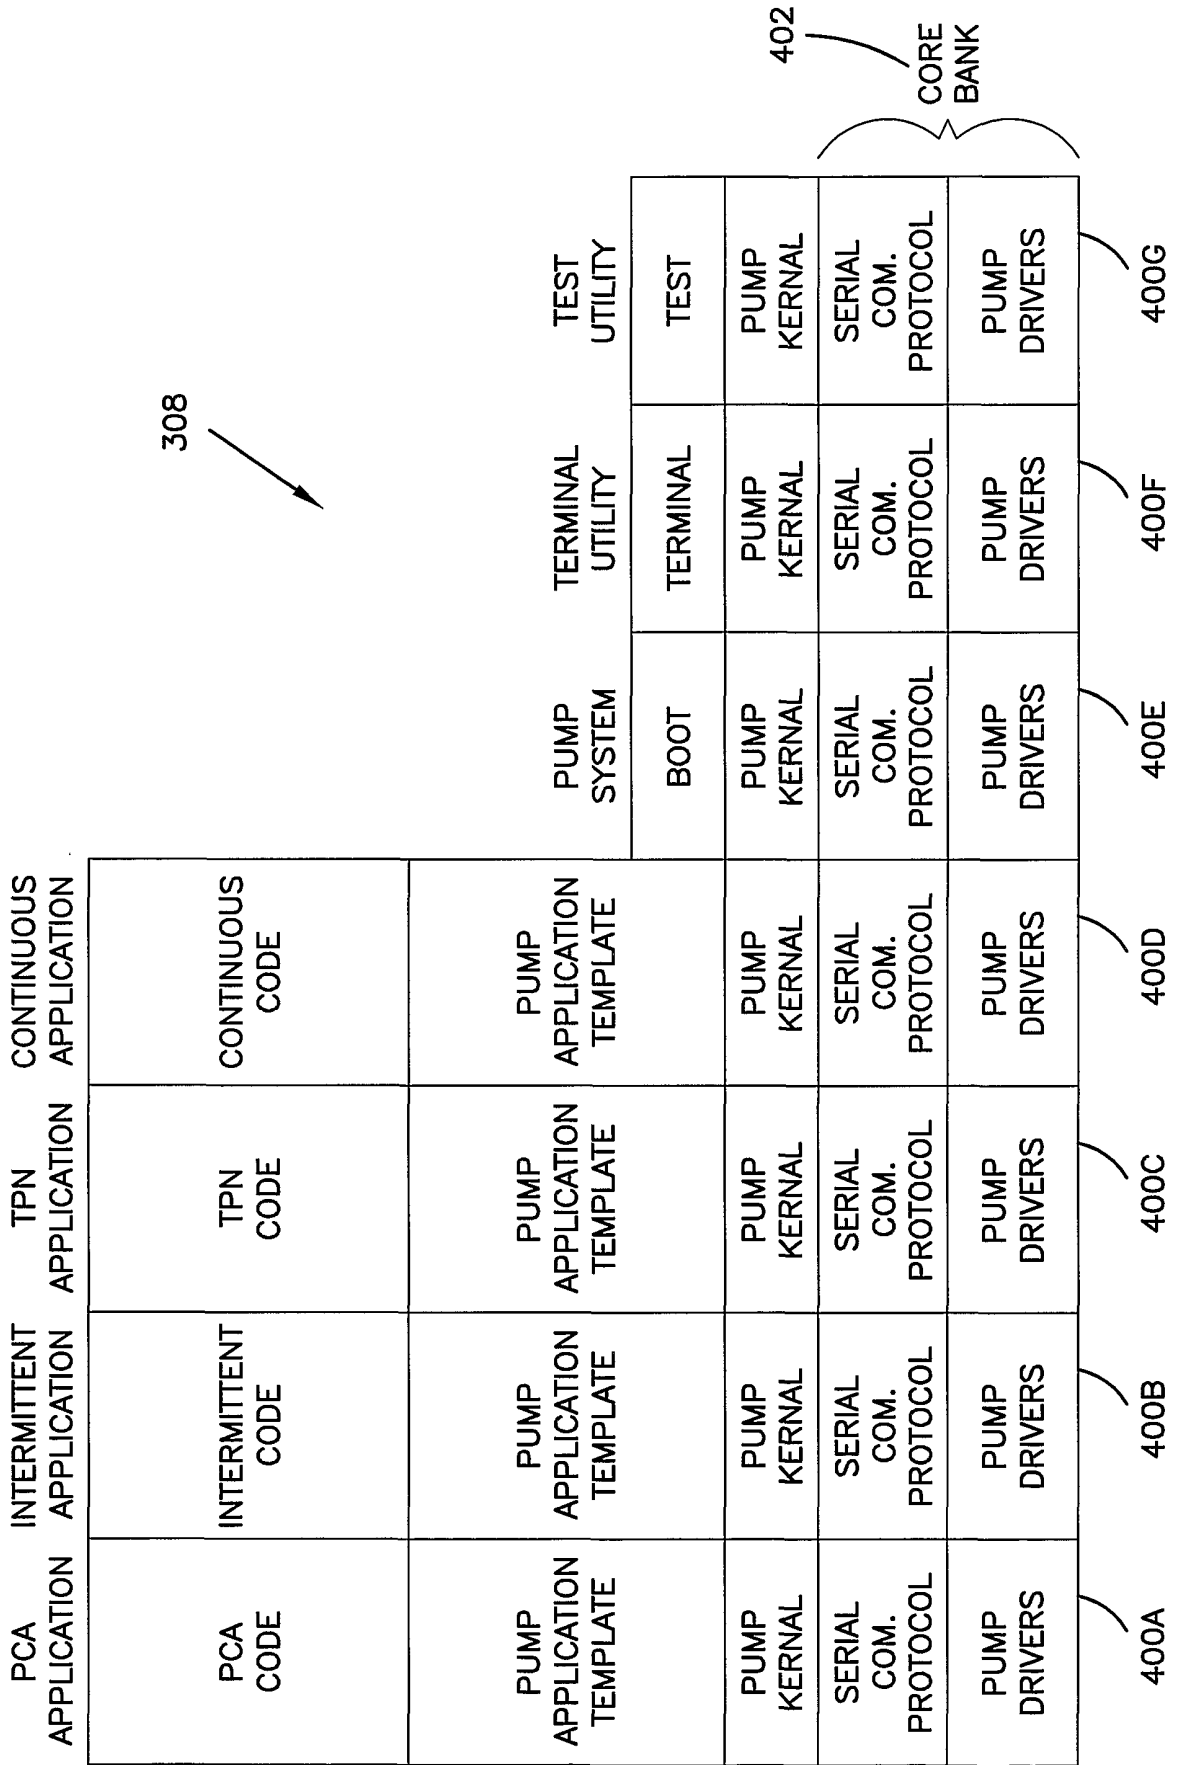 308
PCA
APPLICATION
INTERMITTENT
APPLICATION
TPN
APPLICATION
CONTINUOUS
APPLICATION
PUMP
SYSTEM
TERMINAL
UTILITY
TEST
UTILITY
PCA
CODE
INTERMITTENT
CODE
TPN
CODE
CONTINUOUS
CODE
PUMP
APPLICATION
TEMPLATE
PUMP
APPLICATION
TEMPLATE
PUMP
APPLICATION
TEMPLATE
PUMP
APPLICATION
TEMPLATE
BOOT
TERMINAL
TEST
PUMP
KERNAL
PUMP
KERNAL
PUMP
KERNAL
PUMP
KERNAL
PUMP
KERNAL
PUMP
KERNAL
PUMP
KERNAL
SERIAL
COM.
PROTOCOL
SERIAL
COM.
PROTOCOL
SERIAL
COM.
PROTOCOL
SERIAL
COM.
PROTOCOL
SERIAL
COM.
PROTOCOL
SERIAL
COM.
PROTOCOL
SERIAL
COM.
PROTOCOL
PUMP
DRIVERS
PUMP
DRIVERS
PUMP
DRIVERS
PUMP
DRIVERS
PUMP
DRIVERS
PUMP
DRIVERS
PUMP
DRIVERS
402
CORE
BANK
400A
400B
400C
400D
400E
400F
400G